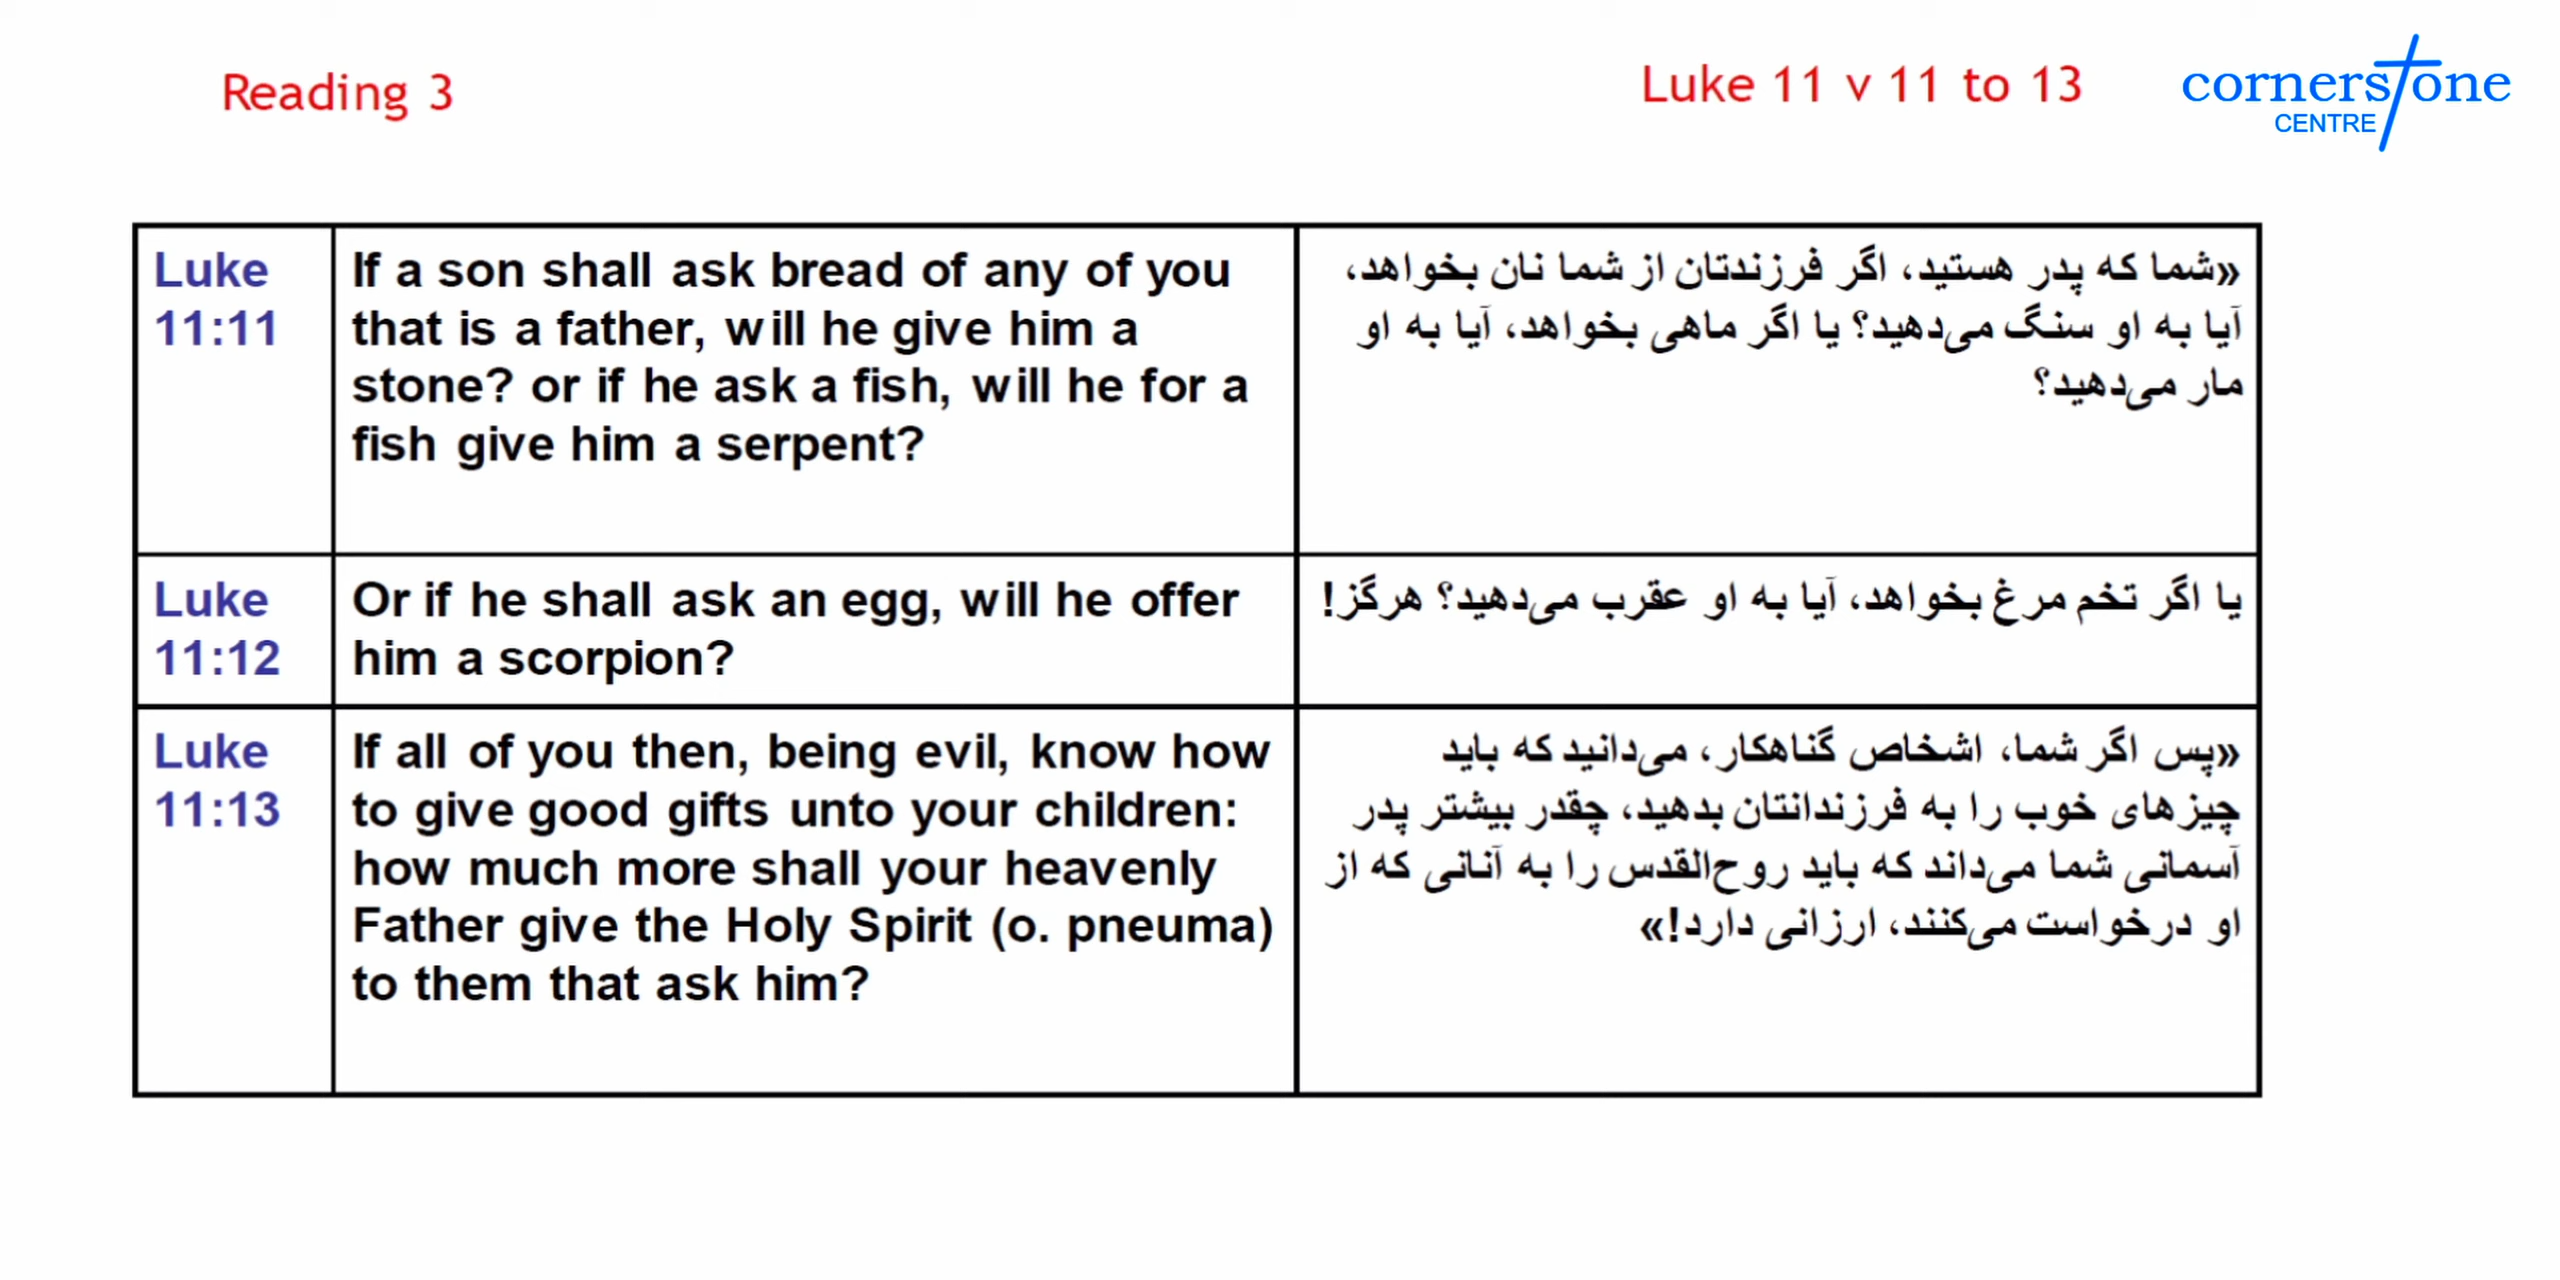 Reading 3
Luke 11 v 11 to 13
cornerstone
CENTRE
Luke
11:11
If a son shall ask bread of any of you
that is a father, will he give him a
stone? or if he ask a fish, will he for a
fish give him a serpent?
«شما که پدر هستید، اگر فرزندتان از شما نان بخواهد،
آیا به او سنگ می‌دهید؟ یا اگر ماهی بخواهد، آیا به او
مار می‌دهید؟
Luke
11:12
Or if he shall ask an egg, will he offer
him a scorpion?
یا اگر تخم مرغ بخواهد، آیا به او عقرب می‌دهید؟ هرگز!
Luke
11:13
If all of you then, being evil, know how
to give good gifts unto your children:
how much more shall your heavenly
Father give the Holy Spirit (o. pneuma)
to them that ask him?
«پس اگر شما، اشخاص گناهکار، می‌دانید که باید
چیزهای خوب را به فرزندانتان بدهید، چقدر بیشتر پدر
آسمانی شما می‌داند که باید روح‌القدس را به آنانی که از
او درخواست می‌کنند، ارزانی دارد!»